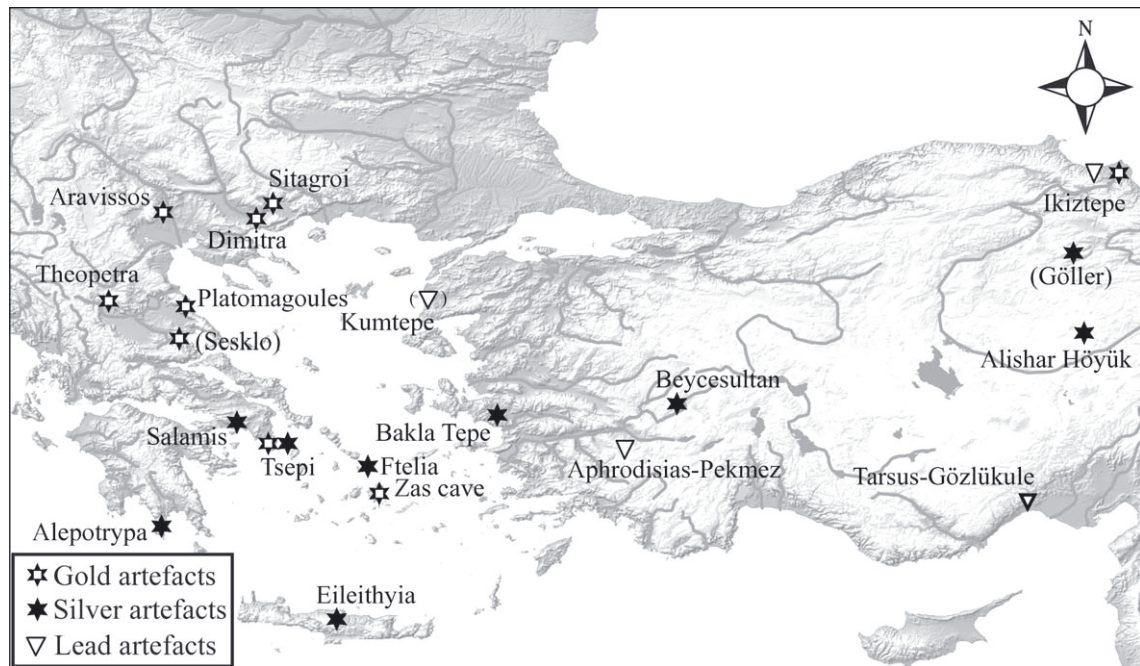 N
Sitagroi
Aravissos
Dimitra
Ikiztepe
Theopetra
Platomagoules
( )
Kumtepe
(Göller)
(Sesklo)
Alishar Höyük
Beycesultan
Salamis
Bakla Tepe
Tsepi
Ftelia
Aphrodisias-Pekmez
Tarsus-Gözlükule
Zas cave
Alepotrypa
Eileithyia
Gold artefacts
Silver artefacts
Lead artefacts